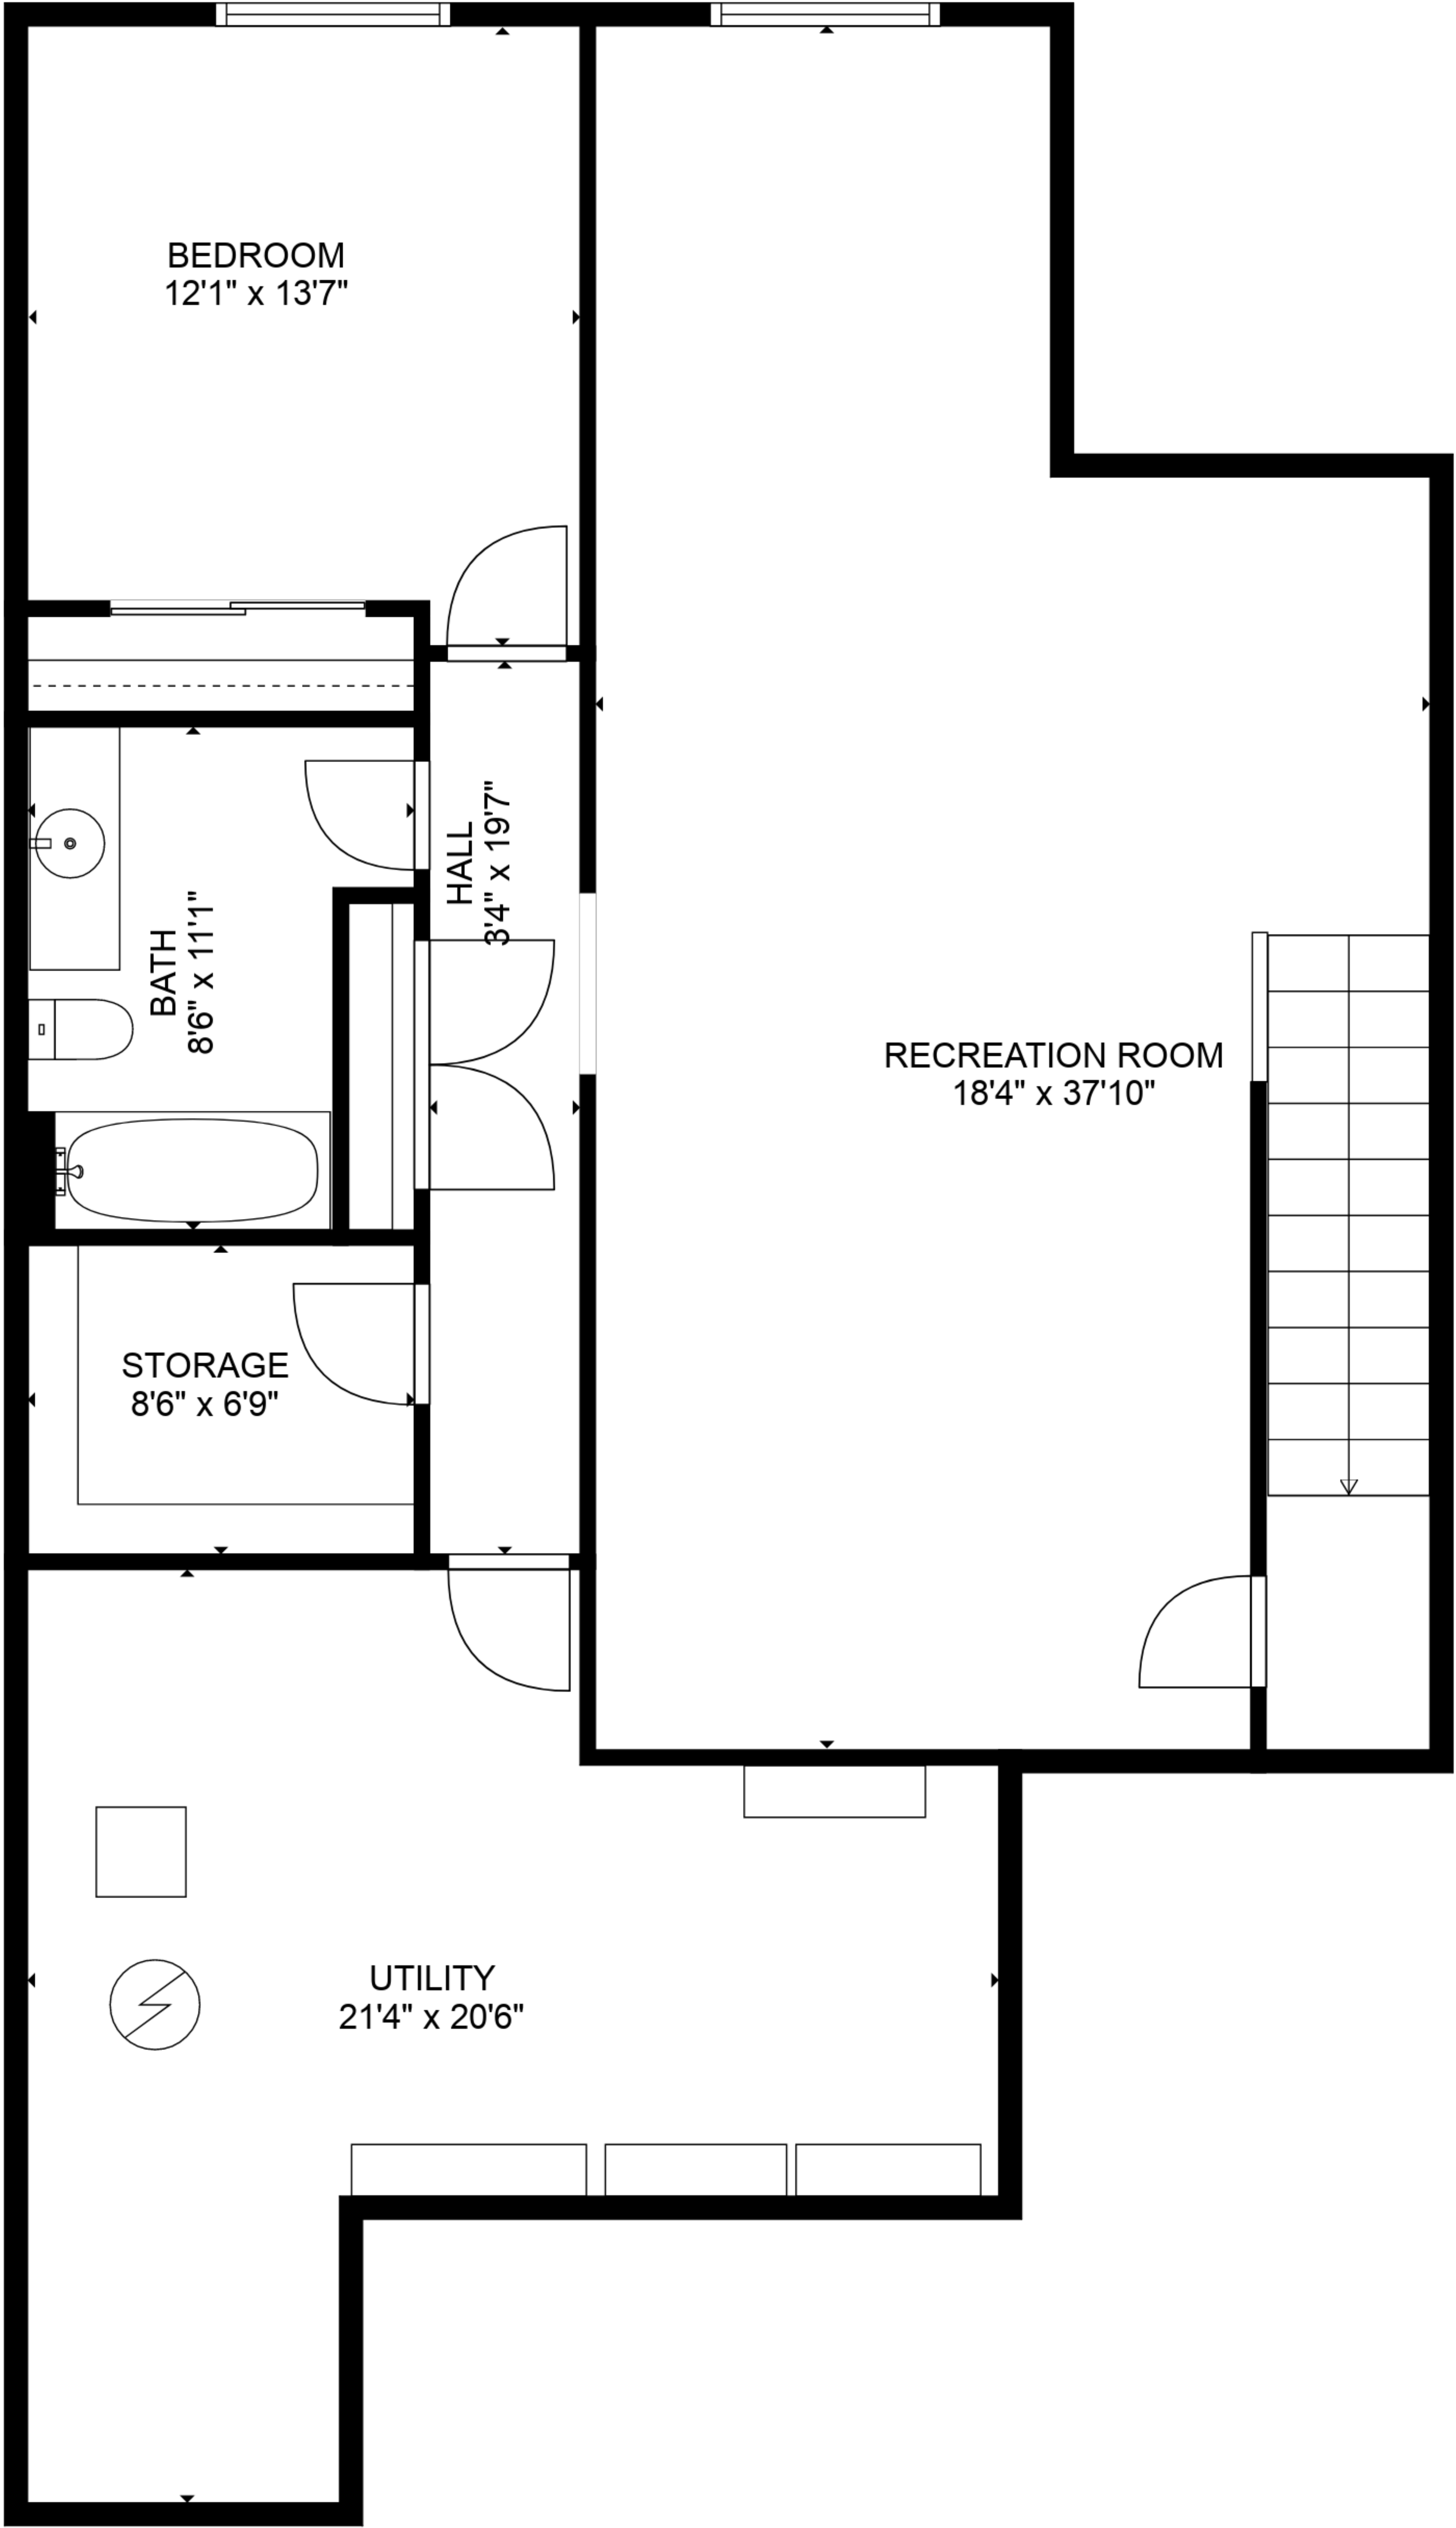 BEDROOM
12'1" x 13'7"
HALL
3'4" x 19'7"
BATH
8'6" x 11'1"
RECREATION ROOM
18'4" x 37'10"
STORAGE
8'6" x 6'9"
UTILITY
21'4" x 20'6"